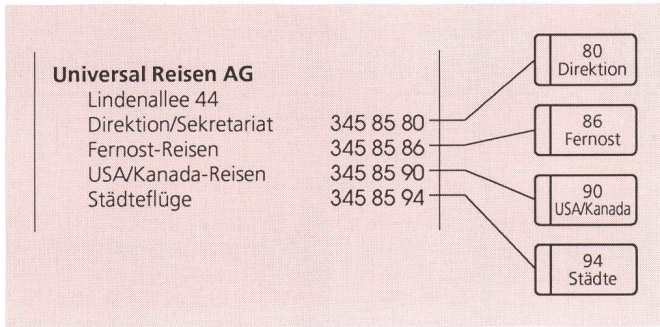 Universal Reisen AG
Lindenallee 44
Direktion/Sekretariat 345 85 80
Fernost-Reisen 345 85 86
USA/Kanada-Reisen 345 85 90
Städteflüge 345 85 94
80
Direktion
86
Fernost
90
USA/Kanada
94
Städte